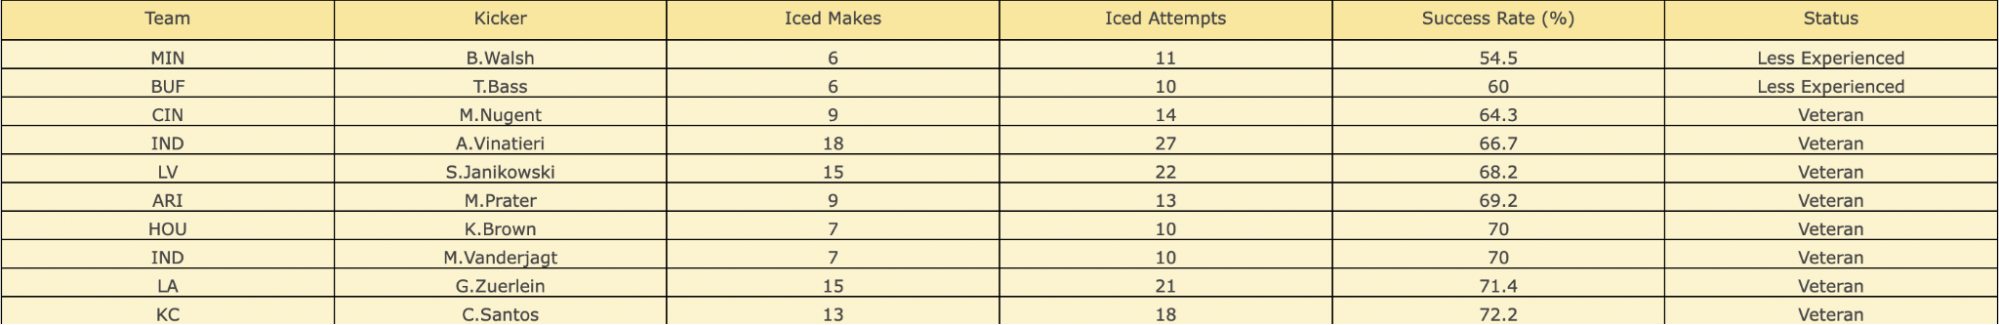 Team Kicker Iced Makes Iced Attempts Success Rate (%) Status
MIN B.Walsh 6 11 54.5 Less Experienced
BUF T.Bass 6 10 60 Less Experienced
CIN M.Nugent 9 14 64.3 Veteran
IND A.Vinatieri 18 27 66.7 Veteran
LV S.Janikowski 15 22 68.2 Veteran
ARI M.Prater 9 13 69.2 Veteran
HOU K.Brown 7 10 70 Veteran
IND M.Vanderjagt 7 10 70 Veteran
LA G.Zuerlein 15 21 71.4 Veteran
KC C.Santos 13 18 72.2 Veteran